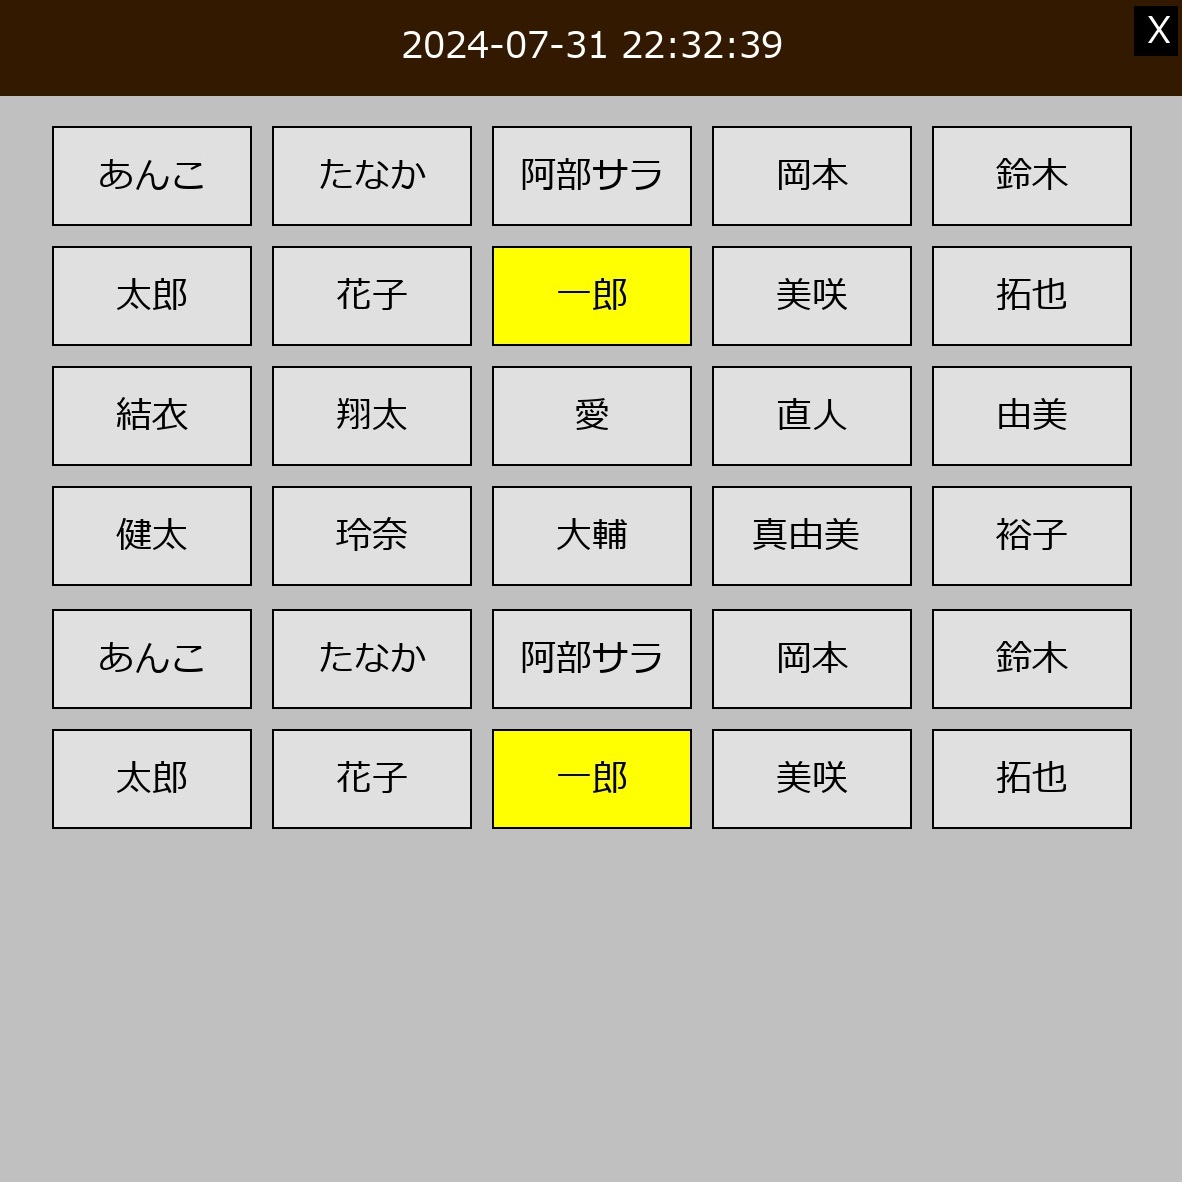 2024-07-31 22:32:39 X
あんこ たなか 阿部サラ 岡本 鈴木
太郎 花子 一郎 美咲 拓也
結衣 翔太 愛 直人 由美
健太 玲奈 大輔 真由美 裕子
あんこ たなか 阿部サラ 岡本 鈴木
太郎 花子 一郎 美咲 拓也